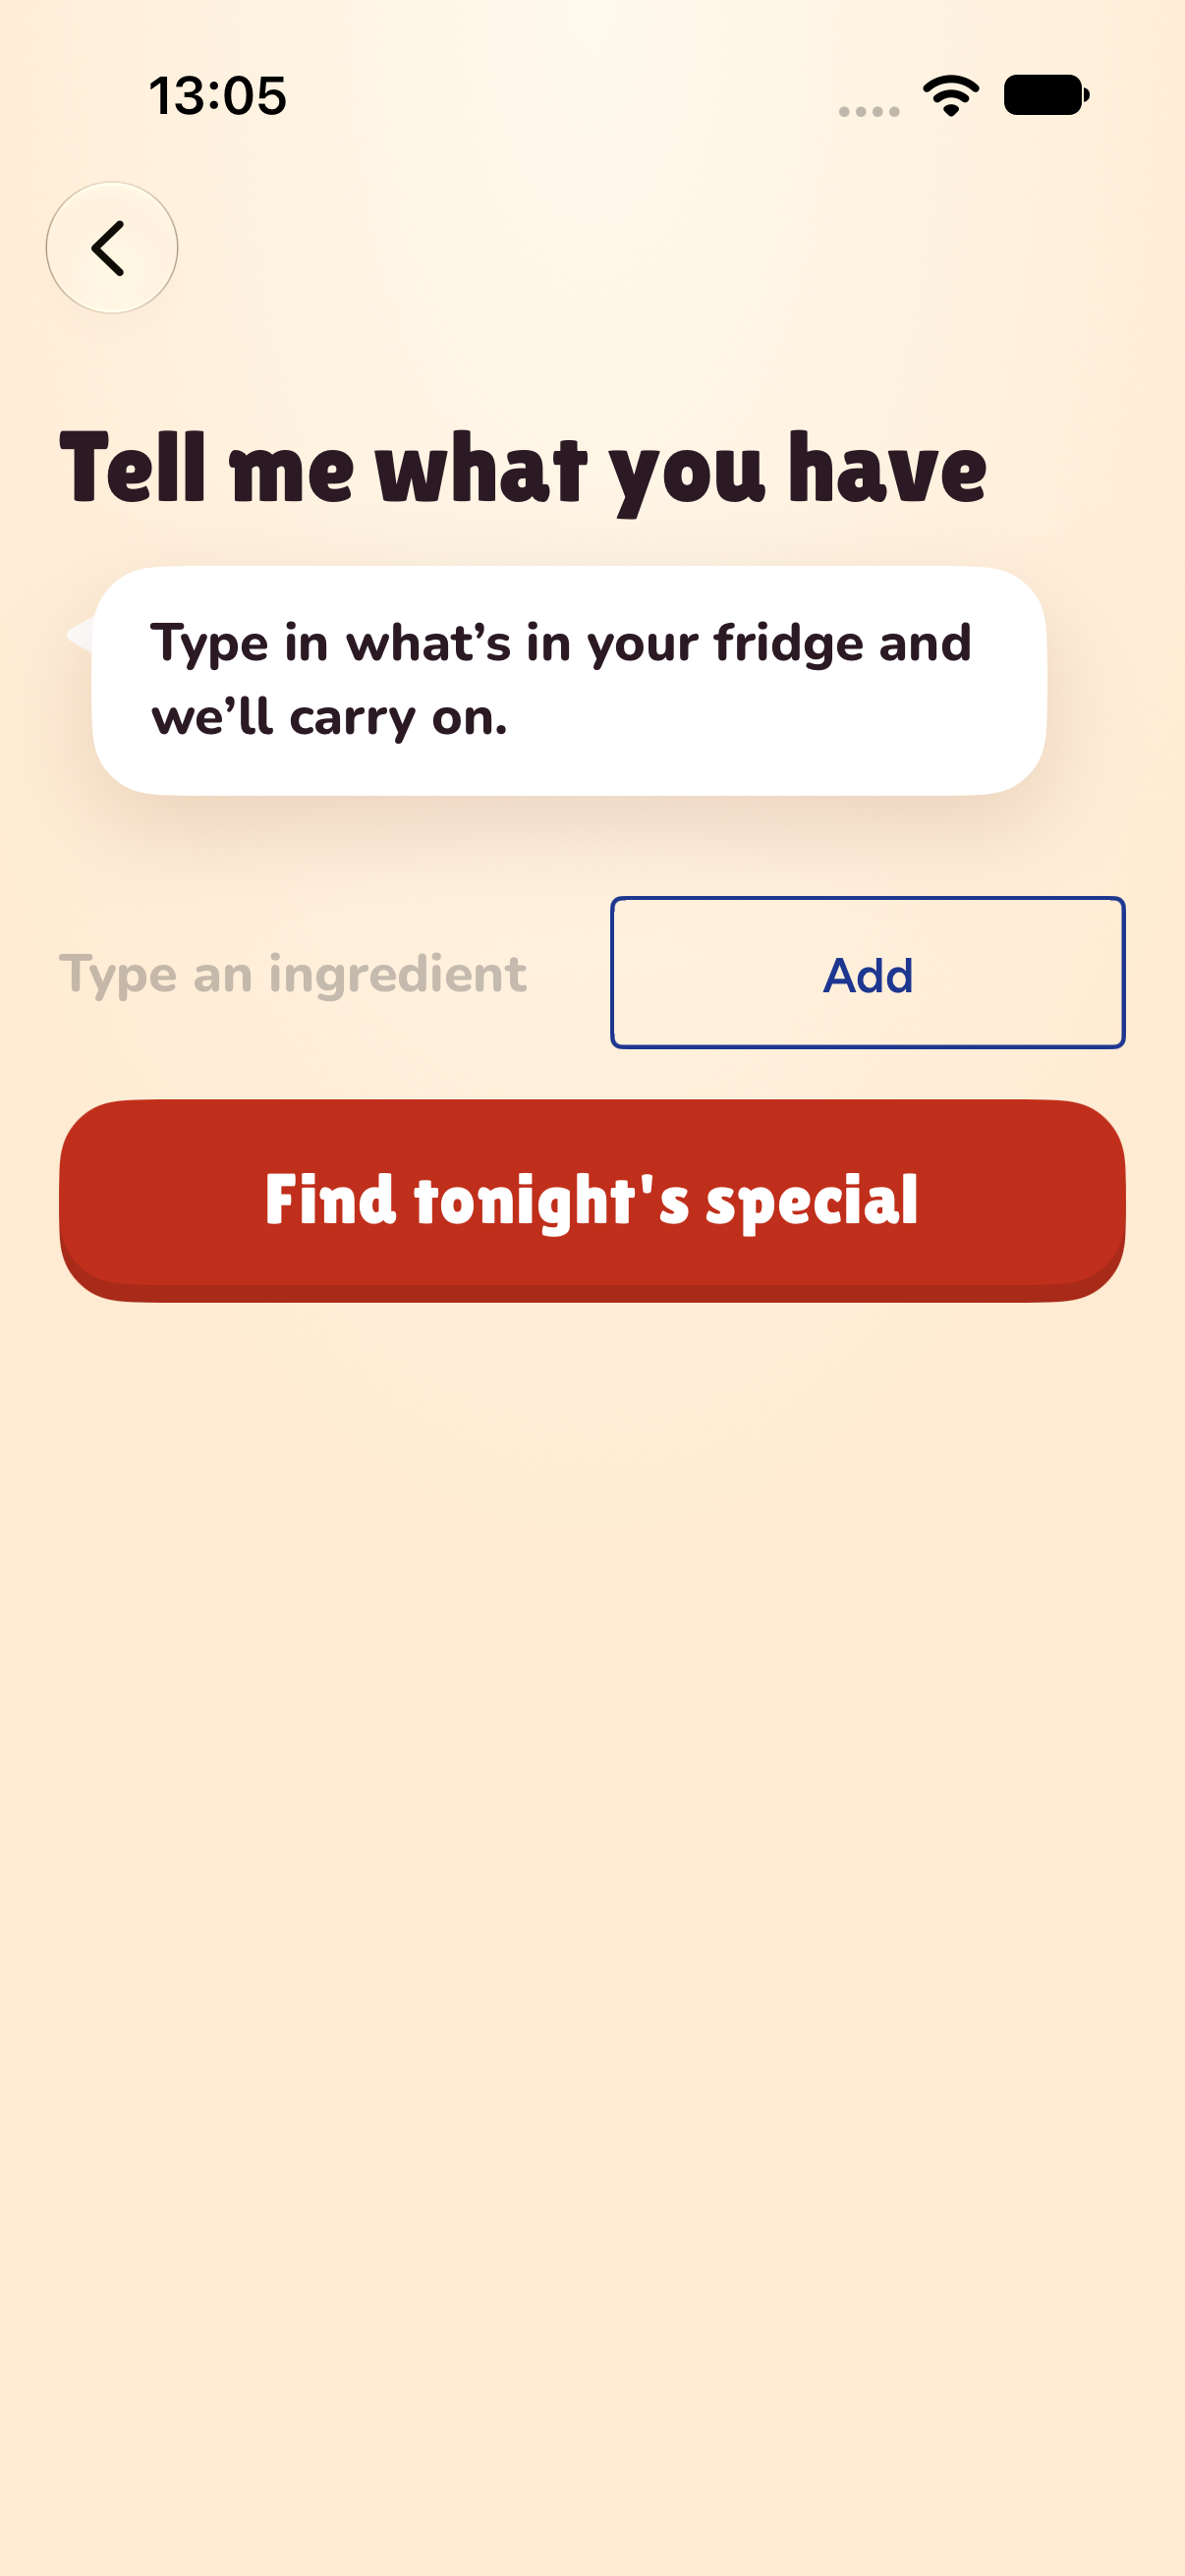 13:05
Tell me what you have
Type in what’s in your fridge and
we’ll carry on.
Type an ingredient
Add
Find tonight's special